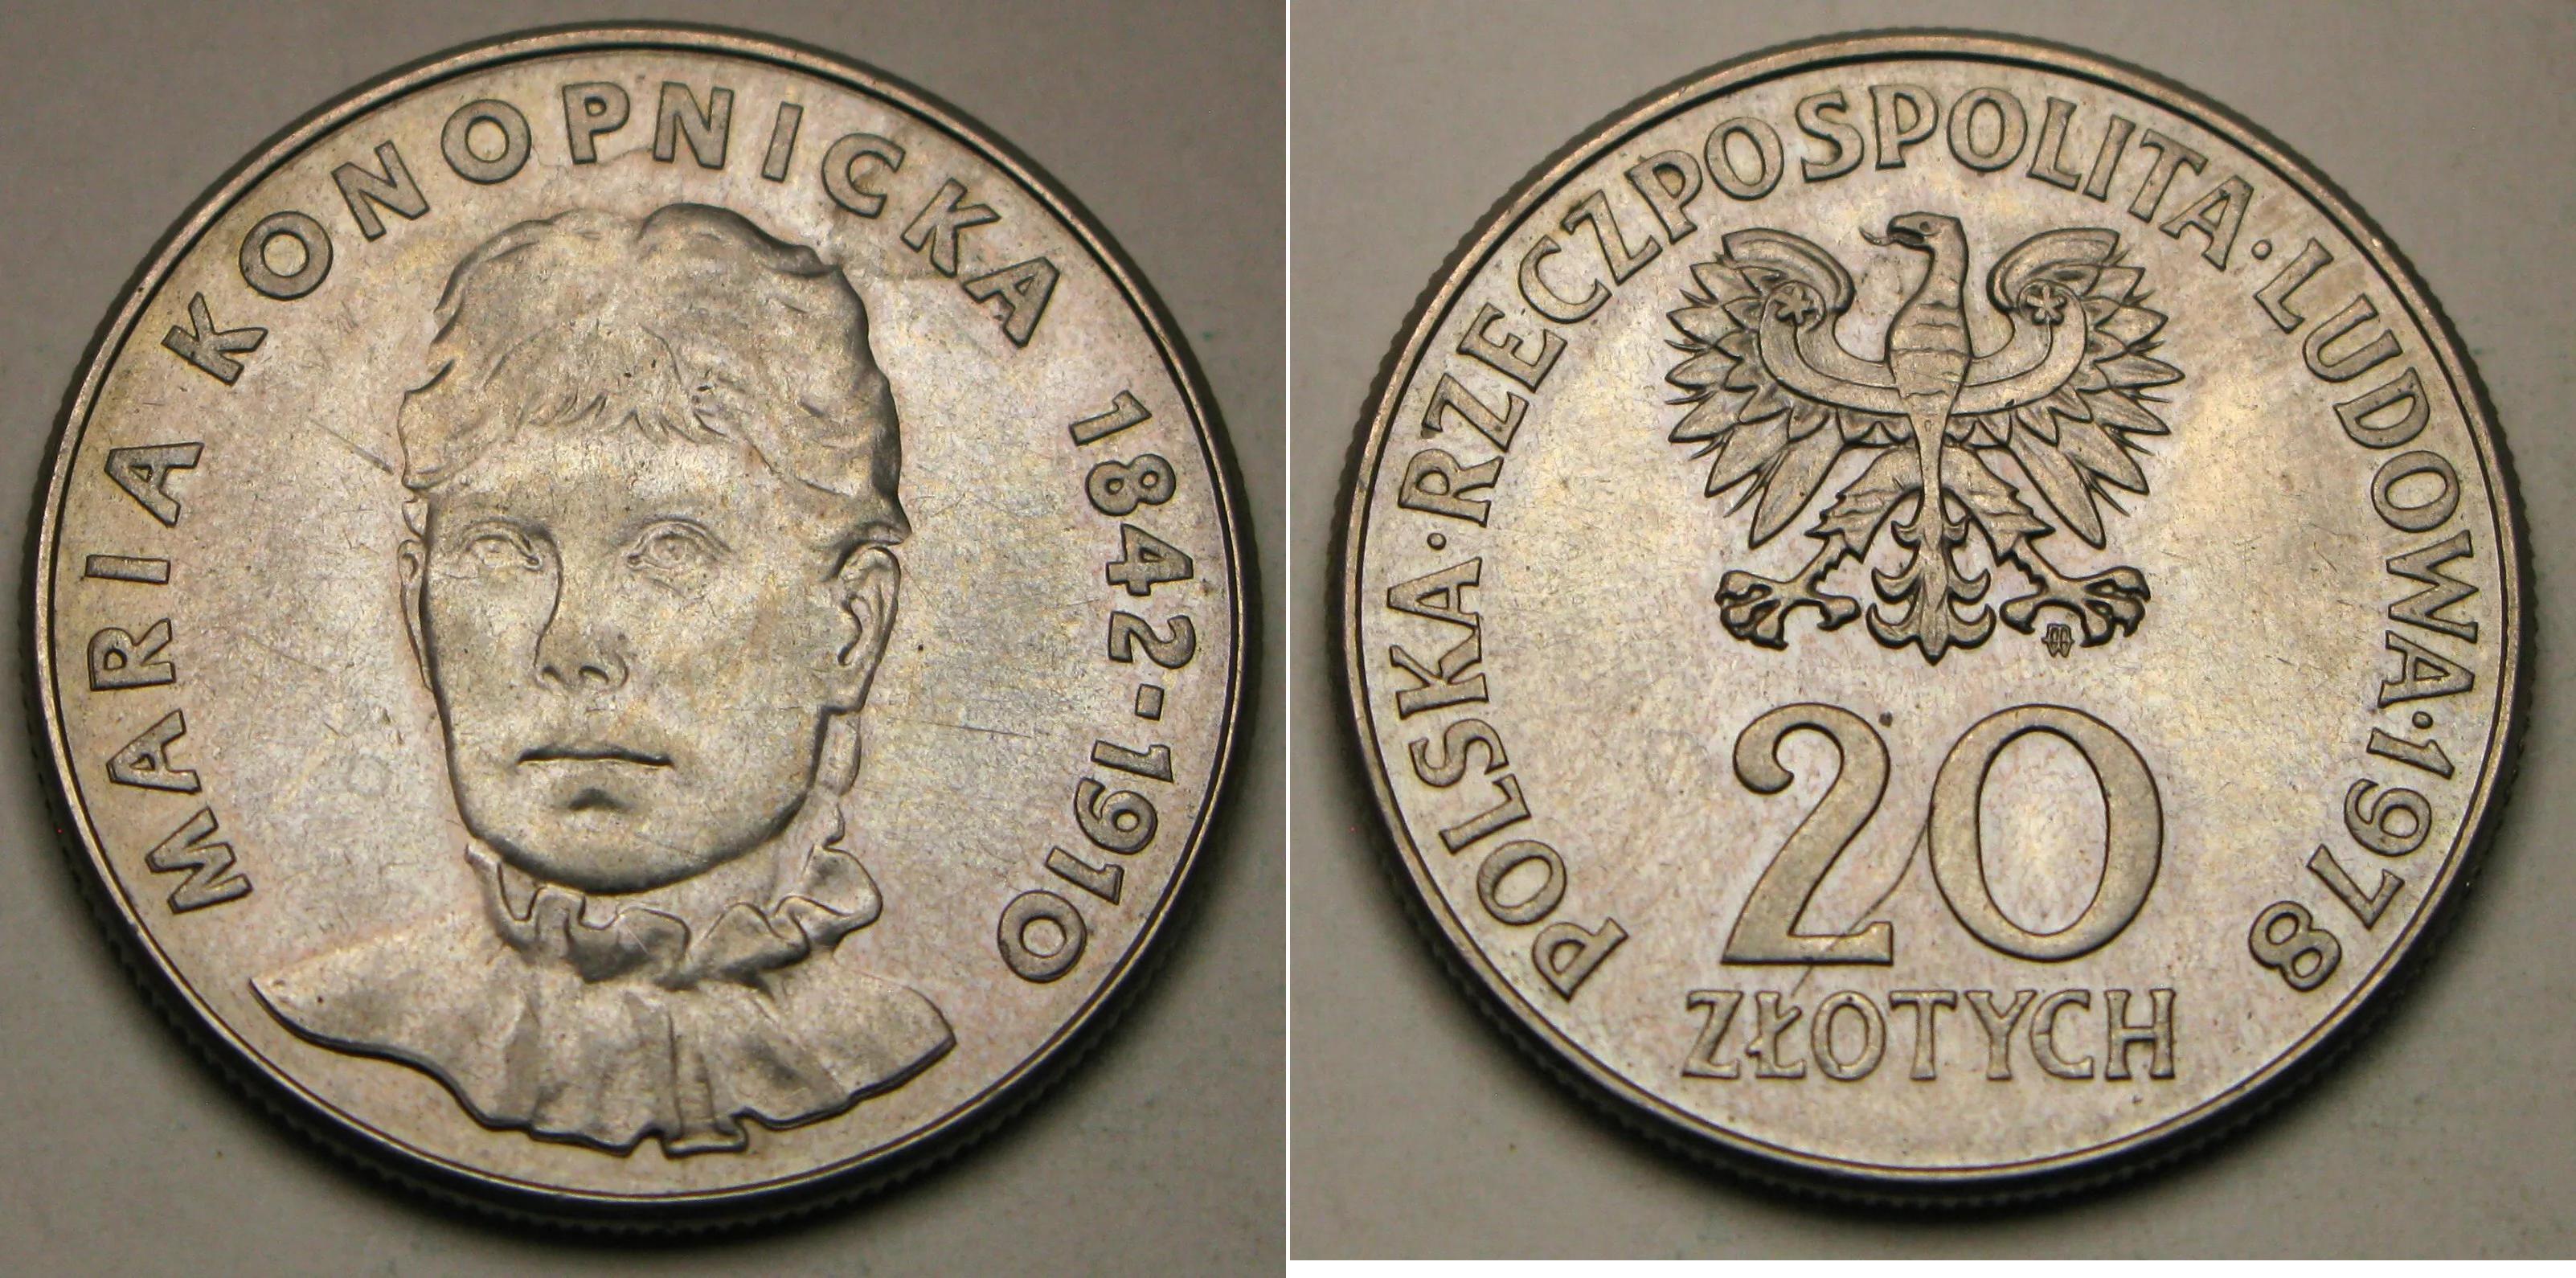 MARIA KONOPNICKA 1842-1910
POLSKA·RZECZPOSPOLITA·LUDOWA·1978
20
ZŁOTYCH